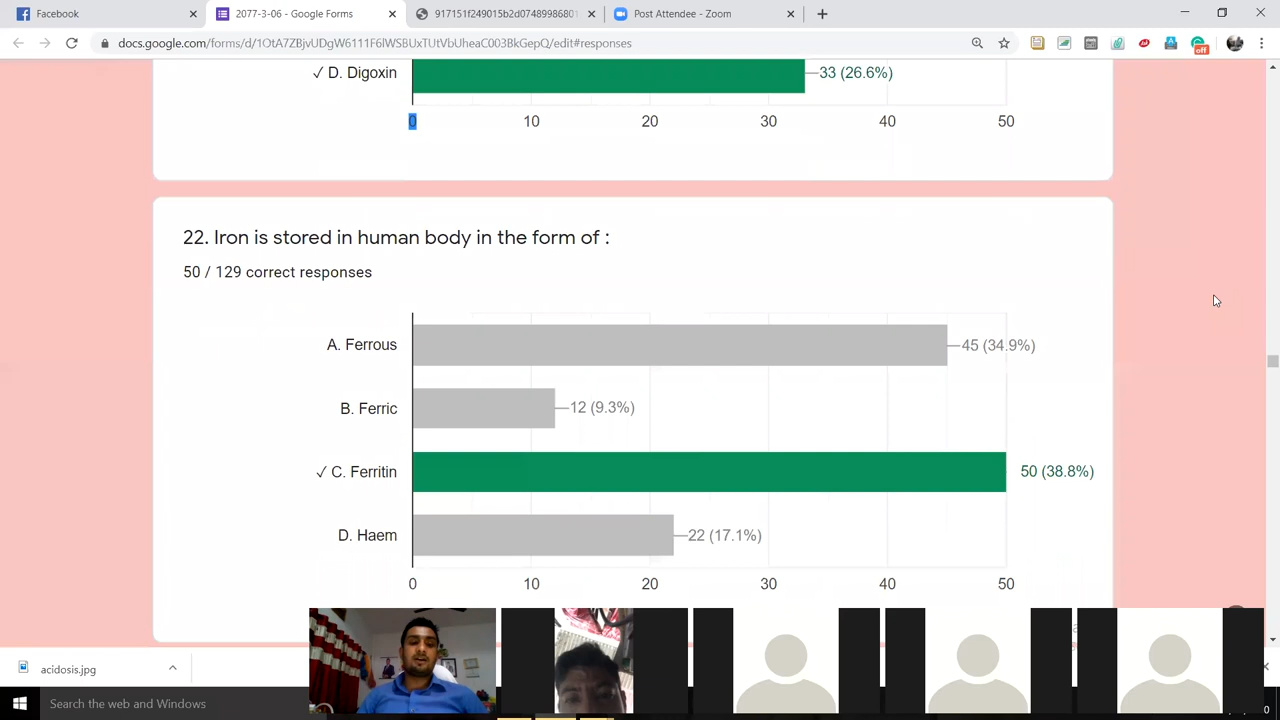 Facebook
2077-3-06 - Google Forms
917151f249015b2d07489986801
Post Attendee - Zoom
docs.google.com/forms/d/1OtA7ZBjvUDgW6111F6lWSBUxTUtVbUheaC003BkGepQ/edit#responses
off
✓ D. Digoxin
33 (26.6%)
0 10 20 30 40 50
22. Iron is stored in human body in the form of :
50 / 129 correct responses
A. Ferrous
45 (34.9%)
B. Ferric
12 (9.3%)
✓ C. Ferritin
50 (38.8%)
D. Haem
22 (17.1%)
0 10 20 30 40 50
acidosis.jpg
Search the web and Windows